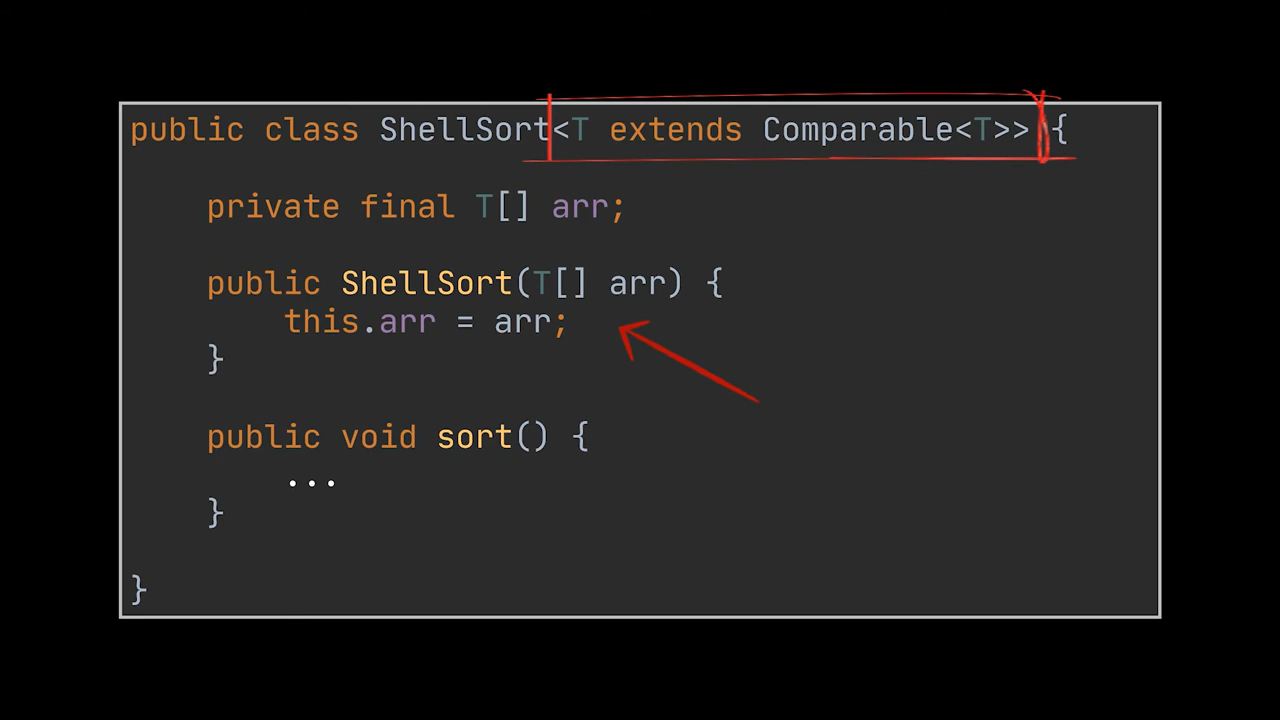 public class ShellSort<T extends Comparable<T>> {
private final T[] arr;
public ShellSort(T[] arr) {
this.arr = arr;
}
public void sort() {
...
}
}